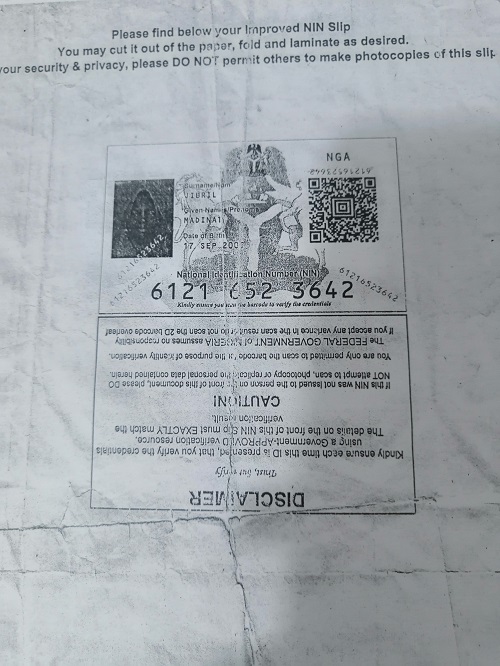 Please find below your Improved NIN Slip
You may cut it out of the paper, fold and laminate as desired.
your security & privacy, please DO NOT permit others to make photocopies of this slip
NGA
61216523642
Surname/Nom
JIBRIL
Given Names/Prénoms
MADINAT
Date of Birth
17 SEP
61216523642
61216523642
61216523642
National Identification Number (NIN)
6121 652 3642
Kindly ensure you scan the barcode to verify the credentials
DISCLAIMER
Trust, but verify
Kindly ensure each time this ID is presented, that you verify the credentials
using a Government-APPROVED verification resource.
The details on the front of this NIN Slip must EXACTLY match the
verification result.
CAUTION!
If this NIN was not issued to the person on the front of this document, please DO
NOT attempt to scan, photocopy or replicate the personal data contained herein.
You are only permitted to scan the barcode for the purpose of identity verification.
The FEDERAL GOVERNMENT of NIGERIA assumes no responsibility
if you accept any variance in the scan result or do not scan the 2D barcode overleaf